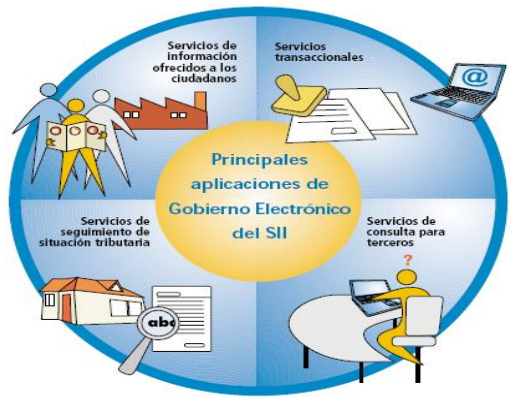 Servicios de
información
ofrecidos a los
ciudadanos
Servicios
transaccionales
@
Principales
aplicaciones de
Gobierno Electrónico
del SII
Servicios de
seguimiento de
situación tributaria
abc
Servicios de
consulta para
terceros
?